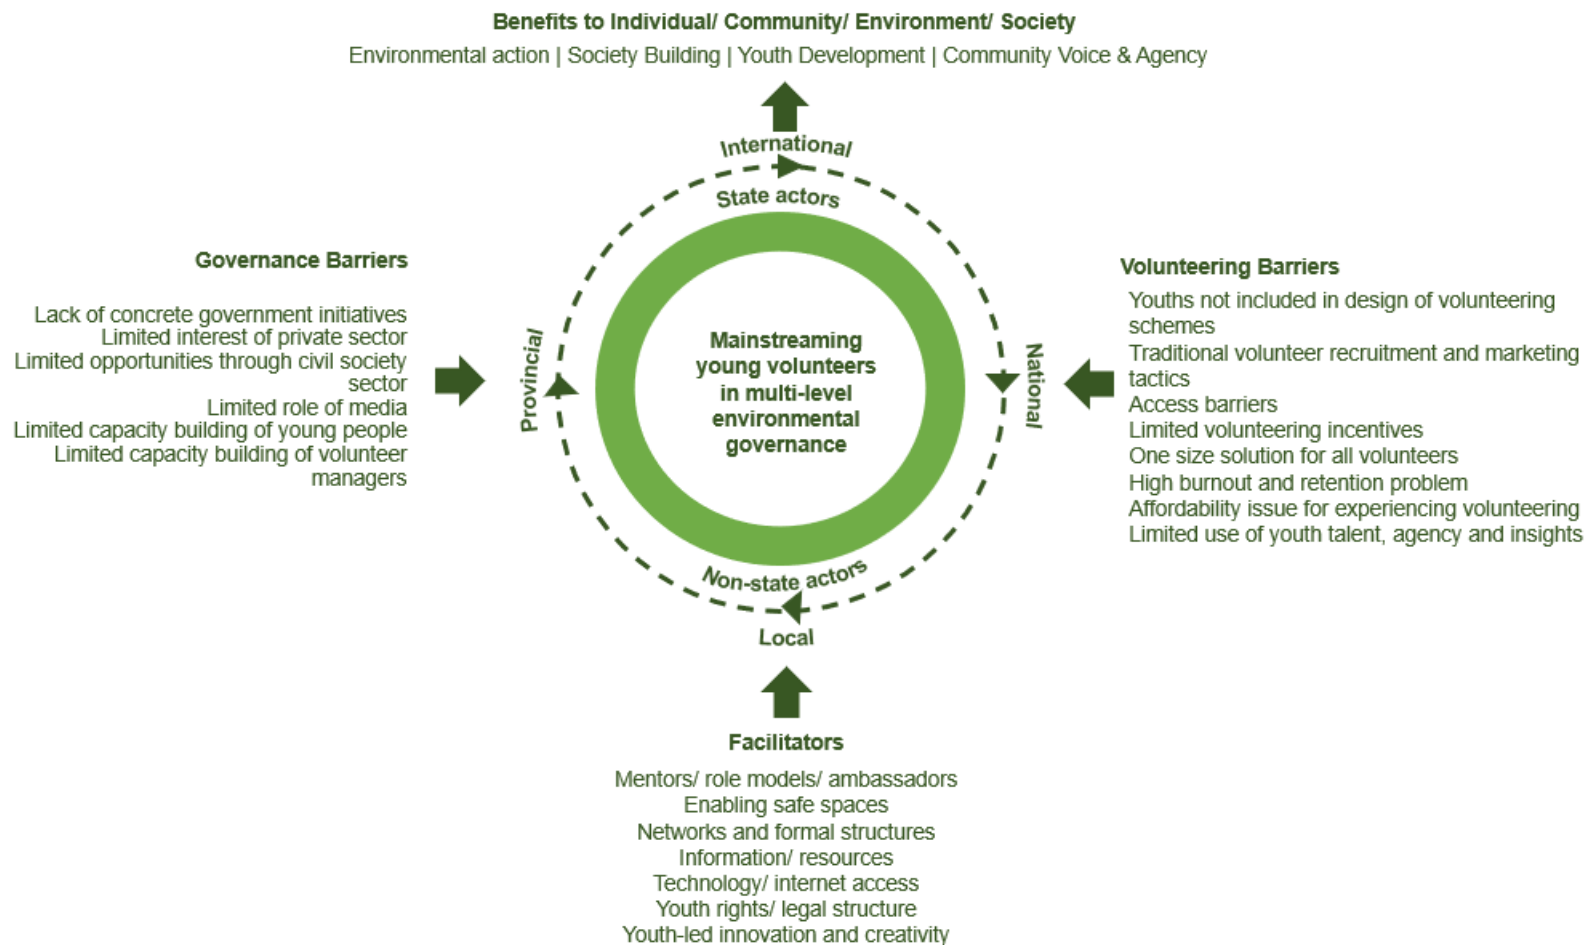 Benefits to Individual/ Community/ Environment/ Society
Environmental action | Society Building | Youth Development | Community Voice & Agency
International
State actors
Governance Barriers
Lack of concrete government initiatives
Limited interest of private sector
Limited opportunities through civil society
sector
Limited role of media
Limited capacity building of young people
Limited capacity building of volunteer
managers
Provincial
Mainstreaming
young volunteers
in multi-level
environmental
governance
National
Volunteering Barriers
Youths not included in design of volunteering
schemes
Traditional volunteer recruitment and marketing
tactics
Access barriers
Limited volunteering incentives
One size solution for all volunteers
High burnout and retention problem
Affordability issue for experiencing volunteering
Limited use of youth talent, agency and insights
Non-state actors
Local
Facilitators
Mentors/ role models/ ambassadors
Enabling safe spaces
Networks and formal structures
Information/ resources
Technology/ internet access
Youth rights/ legal structure
Youth-led innovation and creativity